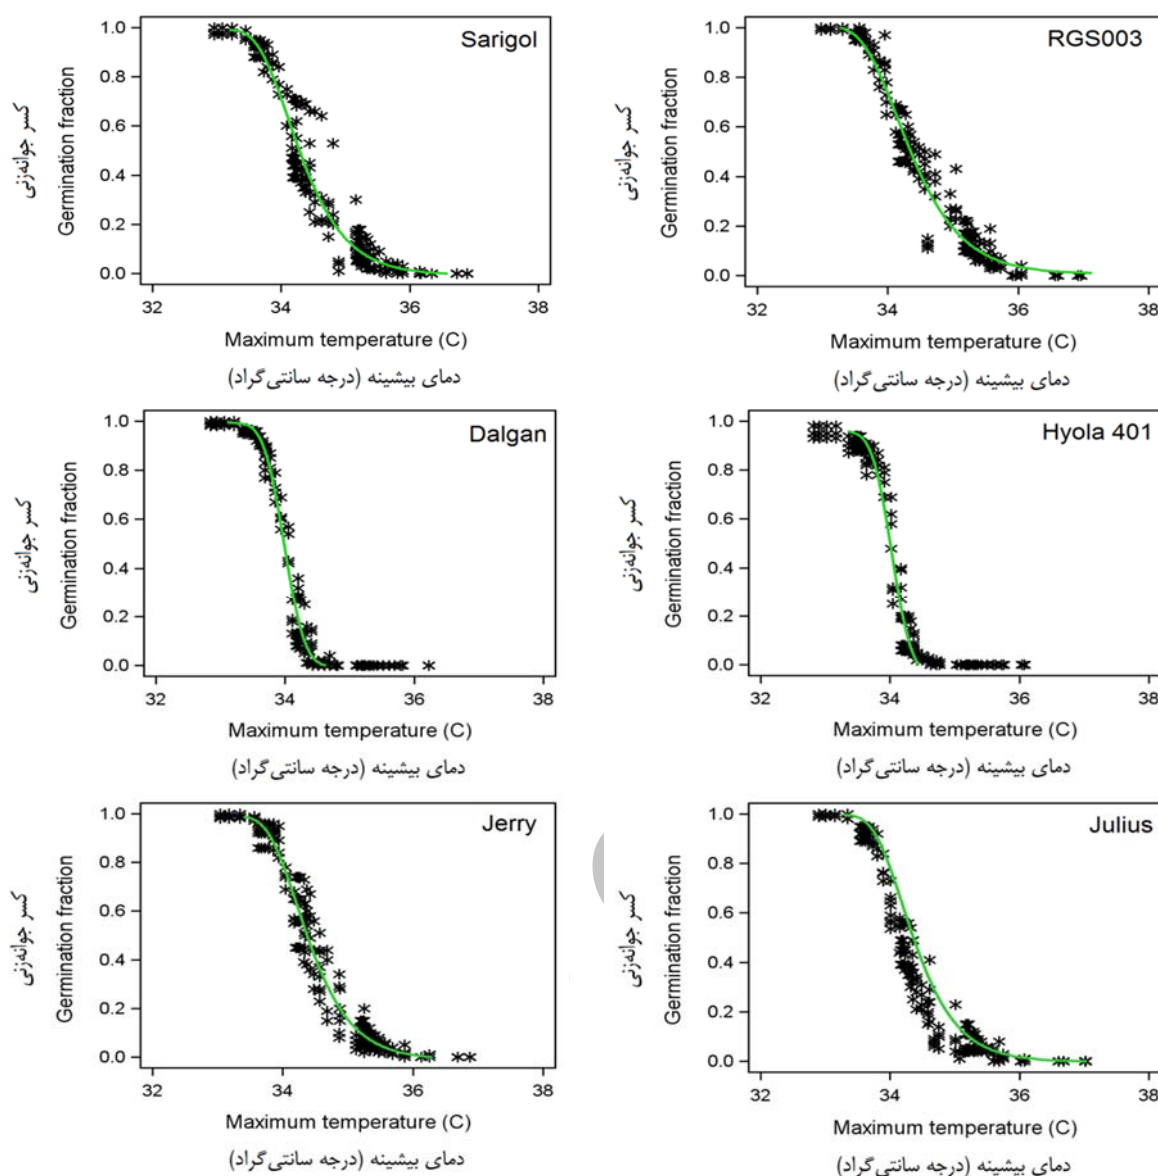 Sarigol
کسر جوانه‌زنی
Germination fraction
1.0
0.8
0.6
0.4
0.2
0.0
32 34 36 38
Maximum temperature (C)
دمای بیشینه (درجه سانتی‌گراد)
RGS003
کسر جوانه‌زنی
Germination fraction
1.0
0.8
0.6
0.4
0.2
0.0
32 34 36 38
Maximum temperature (C)
دمای بیشینه (درجه سانتی‌گراد)
Dalgan
کسر جوانه‌زنی
Germination fraction
1.0
0.8
0.6
0.4
0.2
0.0
32 34 36 38
Maximum temperature (C)
دمای بیشینه (درجه سانتی‌گراد)
Hyola 401
کسر جوانه‌زنی
Germination fraction
1.0
0.8
0.6
0.4
0.2
0.0
32 34 36 38
Maximum temperature (C)
دمای بیشینه (درجه سانتی‌گراد)
Jerry
کسر جوانه‌زنی
Germination fraction
1.0
0.8
0.6
0.4
0.2
0.0
32 34 36 38
Maximum temperature (C)
دمای بیشینه (درجه سانتی‌گراد)
Julius
کسر جوانه‌زنی
Germination fraction
1.0
0.8
0.6
0.4
0.2
0.0
32 34 36 38
Maximum temperature (C)
دمای بیشینه (درجه سانتی‌گراد)